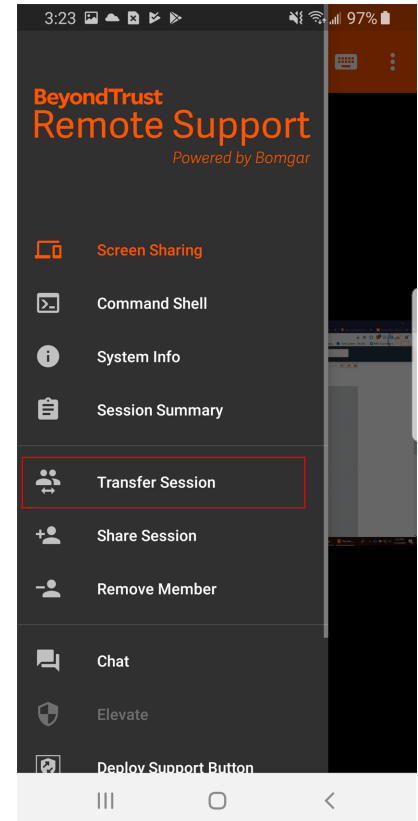 3:23
97%
BeyondTrust
Remote Support
Powered by Bomgar
Screen Sharing
Command Shell
System Info
Session Summary
Transfer Session
Share Session
Remove Member
Chat
Elevate
Deploy Support Button